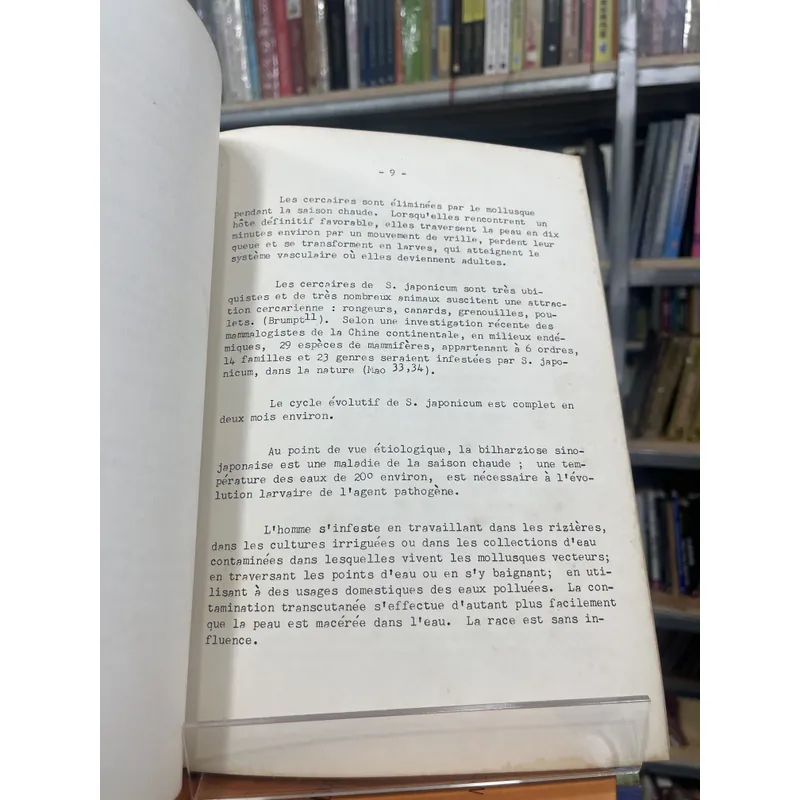 - 9 -
Les cercaires sont éliminées par le mollusque
pendant la saison chaude. Lorsqu'elles rencontrent un
hôte définitif favorable, elles traversent la peau en dix
minutes environ par un mouvement de vrille, perdent leur
queue et se transforment en larves, qui atteignent le
système vasculaire où elles deviennent adultes.
Les cercaires de S. japonicum sont très ubi-
quistes et de très nombreux animaux suscitent une attrac-
tion cercarienne : rongeurs, canards, grenouilles, pou-
lets. (Brumpt11). Selon une investigation récente des
mammalogistes de la Chine continentale, en milieux endé-
miques, 29 espèces de mammifères, appartenant à 6 ordres,
14 familles et 23 genres seraient infestées par S. japo-
nicum, dans la nature (Mao 33,34).
Le cycle évolutif de S. japonicum est complet en
deux mois environ.
Au point de vue étiologique, la bilharziose sino-
japonaise est une maladie de la saison chaude ; une tem-
pérature des eaux de 20° environ, est nécessaire à l'évo-
lution larvaire de l'agent pathogène.
L'homme s'infeste en travaillant dans les rizières,
dans les cultures irriguées ou dans les collections d'eau
contaminées dans lesquelles vivent les mollusques vecteurs;
en traversant les points d'eau ou en s'y baignant; en uti-
lisant à des usages domestiques des eaux polluées. La con-
tamination transcutanée s'effectue d'autant plus facilement
que la peau est macérée dans l'eau. La race est sans in-
fluence.